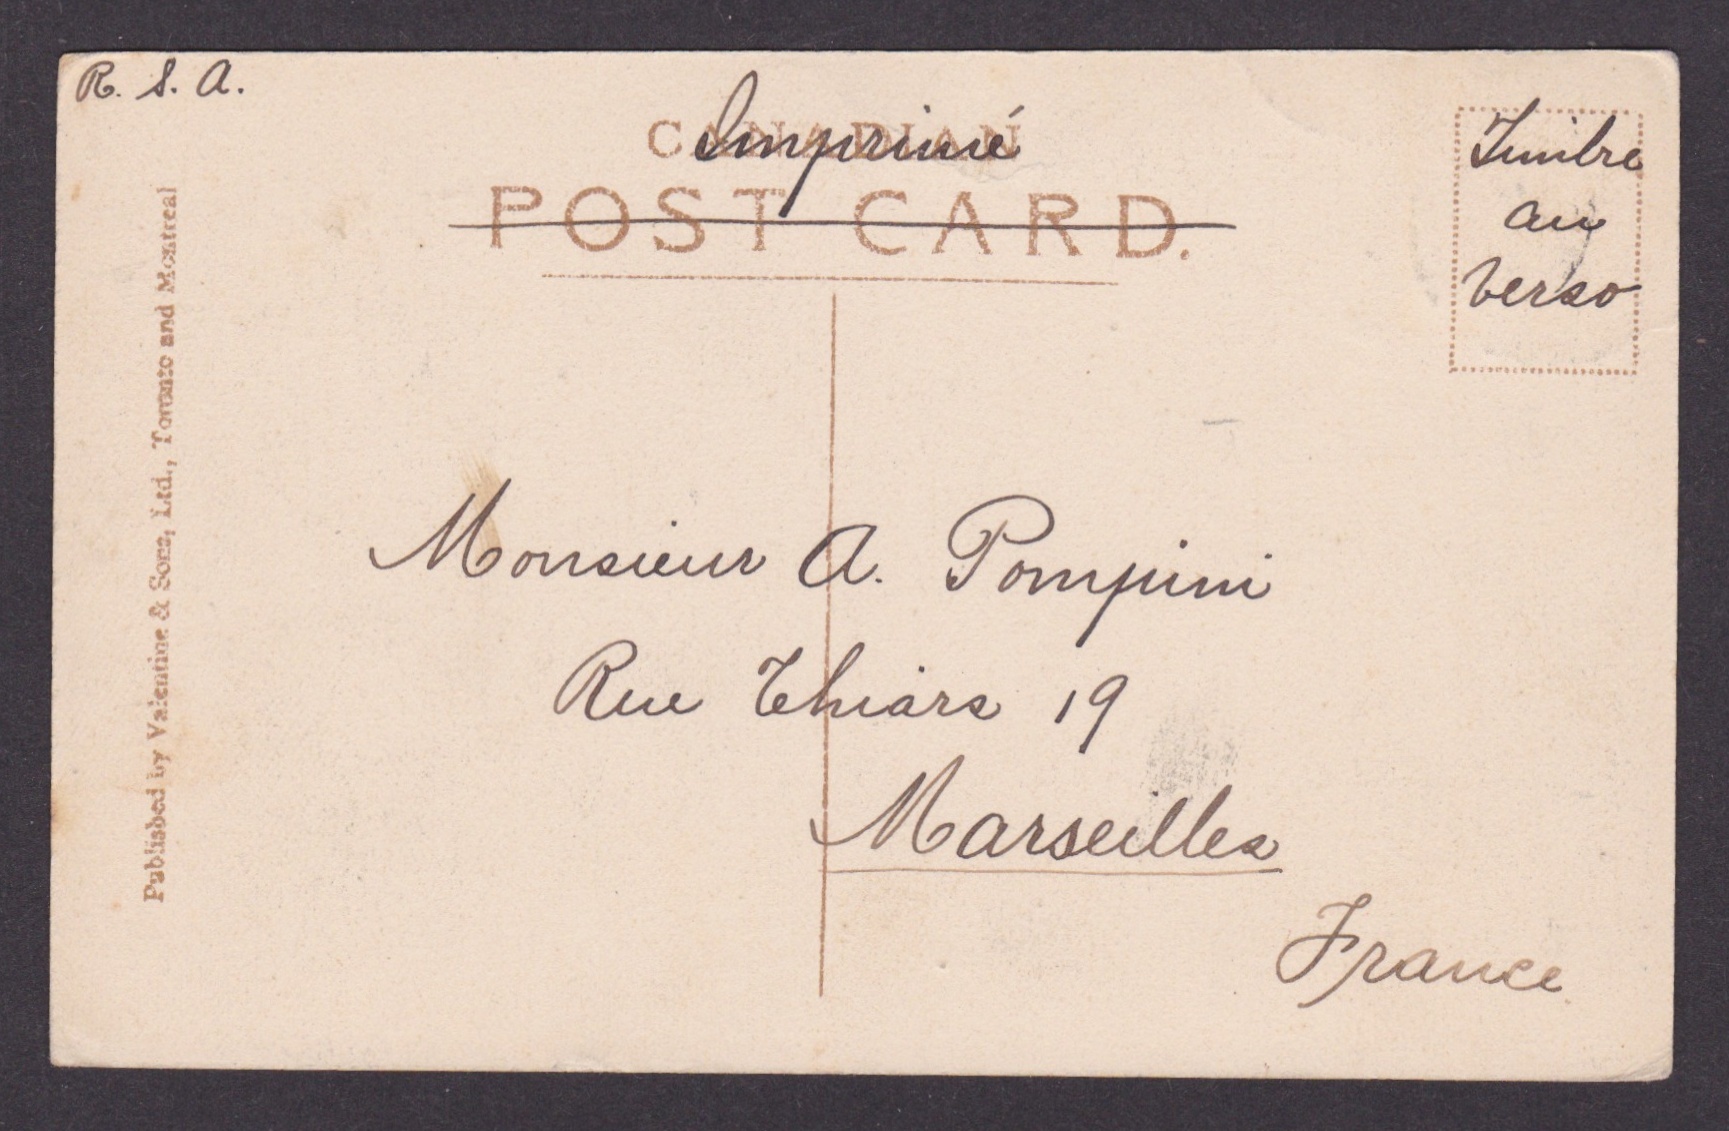 R. S. A.
CANADIAN
Imprimé
POST CARD.
Timbre
au
verso
Published by Valentine & Sons, Ltd., Toronto and Montreal
Monsieur A. Pompini
Rue Thiars 19
Marseilles
France